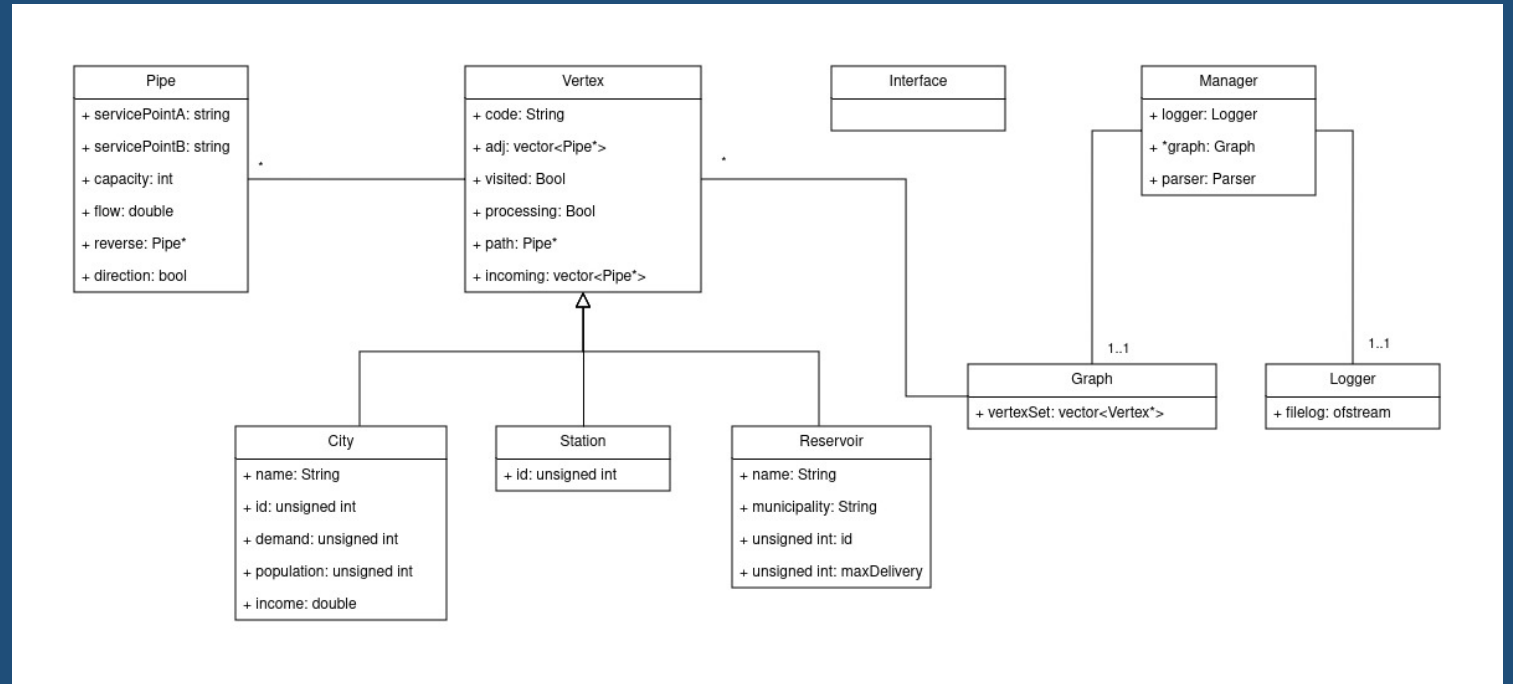 Pipe
+ servicePointA: string
+ servicePointB: string
+ capacity: int
+ flow: double
+ reverse: Pipe*
+ direction: bool
*
Vertex
+ code: String
+ adj: vector<Pipe*>
+ visited: Bool
+ processing: Bool
+ path: Pipe*
+ incoming: vector<Pipe*>
*
Interface
Manager
+ logger: Logger
+ *graph: Graph
+ parser: Parser
1..1
1..1
Graph
+ vertexSet: vector<Vertex*>
Logger
+ filelog: ofstream
City
+ name: String
+ id: unsigned int
+ demand: unsigned int
+ population: unsigned int
+ income: double
Station
+ id: unsigned int
Reservoir
+ name: String
+ municipality: String
+ unsigned int: id
+ unsigned int: maxDelivery